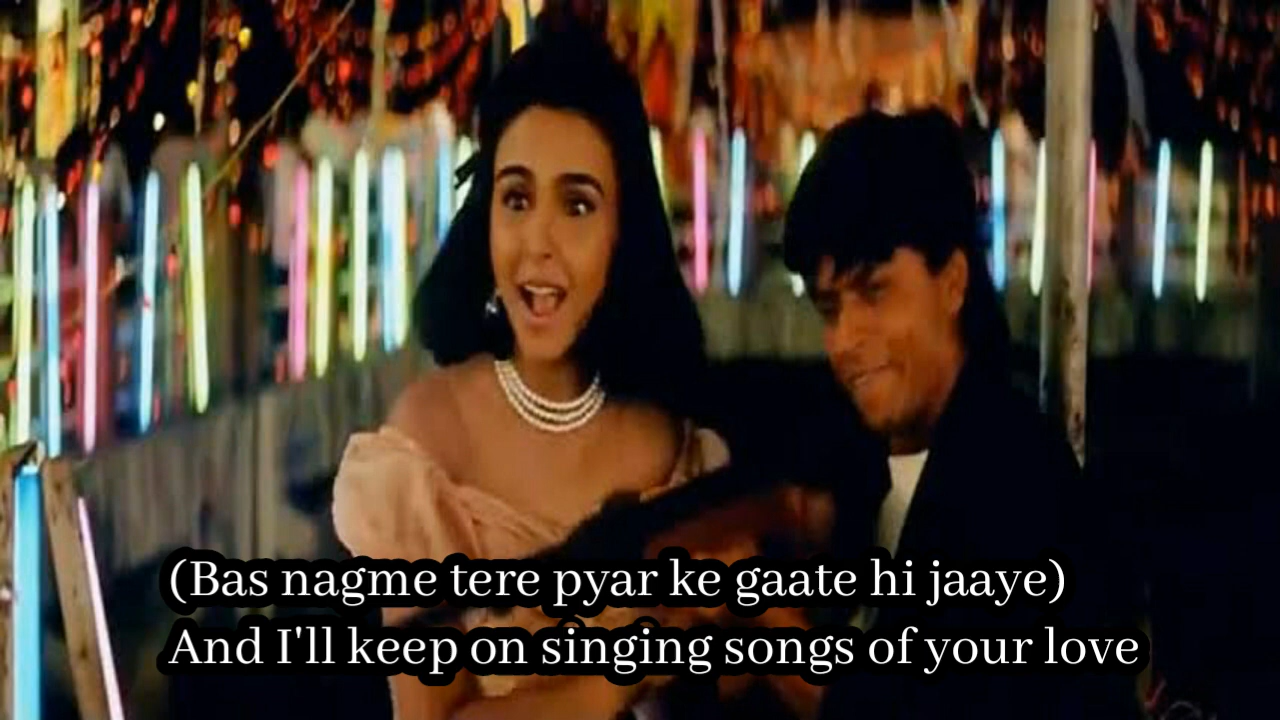 (Bas nagme tere pyar ke gaate hi jaaye)
And I'll keep on singing songs of your love